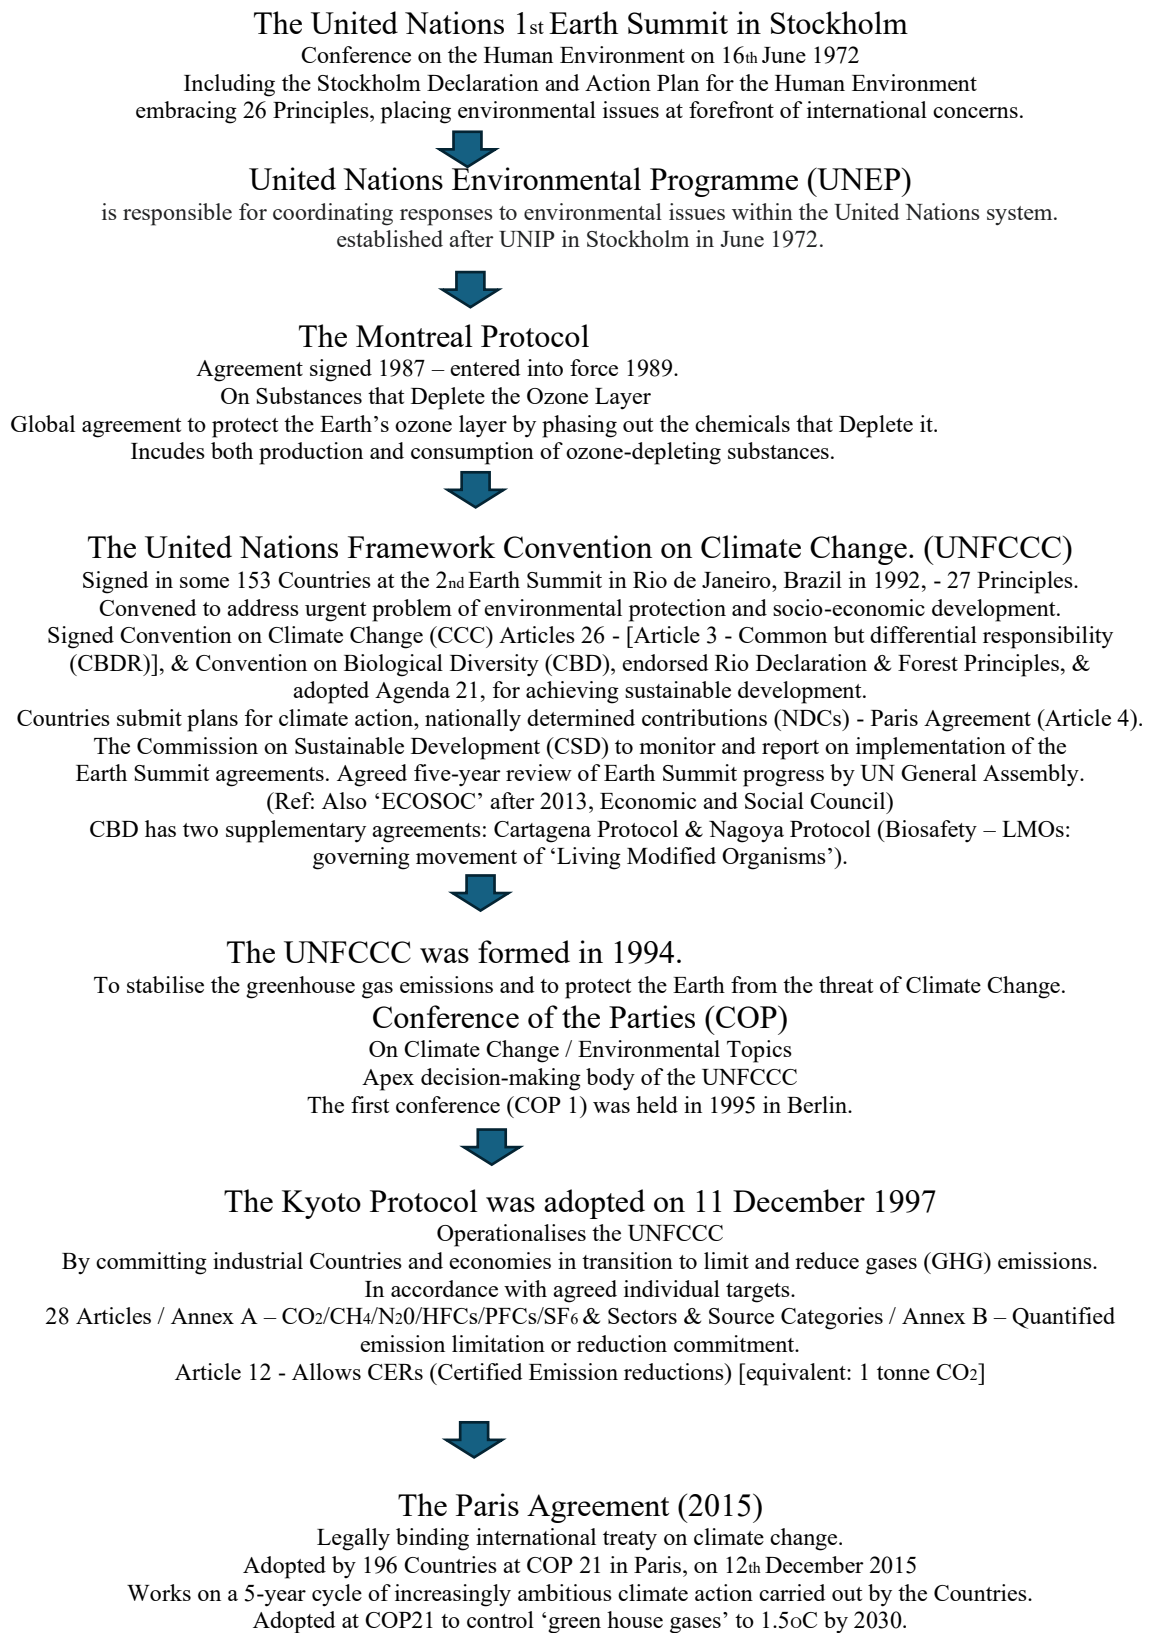 The United Nations 1st Earth Summit in Stockholm
Conference on the Human Environment on 16th June 1972
Including the Stockholm Declaration and Action Plan for the Human Environment
embracing 26 Principles, placing environmental issues at forefront of international concerns.
United Nations Environmental Programme (UNEP)
is responsible for coordinating responses to environmental issues within the United Nations system.
established after UNIP in Stockholm in June 1972.
The Montreal Protocol
Agreement signed 1987 – entered into force 1989.
On Substances that Deplete the Ozone Layer
Global agreement to protect the Earth’s ozone layer by phasing out the chemicals that Deplete it.
Incudes both production and consumption of ozone-depleting substances.
The United Nations Framework Convention on Climate Change. (UNFCCC)
Signed in some 153 Countries at the 2nd Earth Summit in Rio de Janeiro, Brazil in 1992, - 27 Principles.
Convened to address urgent problem of environmental protection and socio-economic development.
Signed Convention on Climate Change (CCC) Articles 26 - [Article 3 - Common but differential responsibility
(CBDR)], & Convention on Biological Diversity (CBD), endorsed Rio Declaration & Forest Principles, &
adopted Agenda 21, for achieving sustainable development.
Countries submit plans for climate action, nationally determined contributions (NDCs) - Paris Agreement (Article 4).
The Commission on Sustainable Development (CSD) to monitor and report on implementation of the
Earth Summit agreements. Agreed five-year review of Earth Summit progress by UN General Assembly.
(Ref: Also ‘ECOSOC’ after 2013, Economic and Social Council)
CBD has two supplementary agreements: Cartagena Protocol & Nagoya Protocol (Biosafety – LMOs:
governing movement of ‘Living Modified Organisms’).
The UNFCCC was formed in 1994.
To stabilise the greenhouse gas emissions and to protect the Earth from the threat of Climate Change.
Conference of the Parties (COP)
On Climate Change / Environmental Topics
Apex decision-making body of the UNFCCC
The first conference (COP 1) was held in 1995 in Berlin.
The Kyoto Protocol was adopted on 11 December 1997
Operationalises the UNFCCC
By committing industrial Countries and economies in transition to limit and reduce gases (GHG) emissions.
In accordance with agreed individual targets.
28 Articles / Annex A – CO2/CH4/N20/HFCs/PFCs/SF6 & Sectors & Source Categories / Annex B – Quantified
emission limitation or reduction commitment.
Article 12 - Allows CERs (Certified Emission reductions) [equivalent: 1 tonne CO2]
The Paris Agreement (2015)
Legally binding international treaty on climate change.
Adopted by 196 Countries at COP 21 in Paris, on 12th December 2015
Works on a 5-year cycle of increasingly ambitious climate action carried out by the Countries.
Adopted at COP21 to control ‘green house gases’ to 1.5oC by 2030.